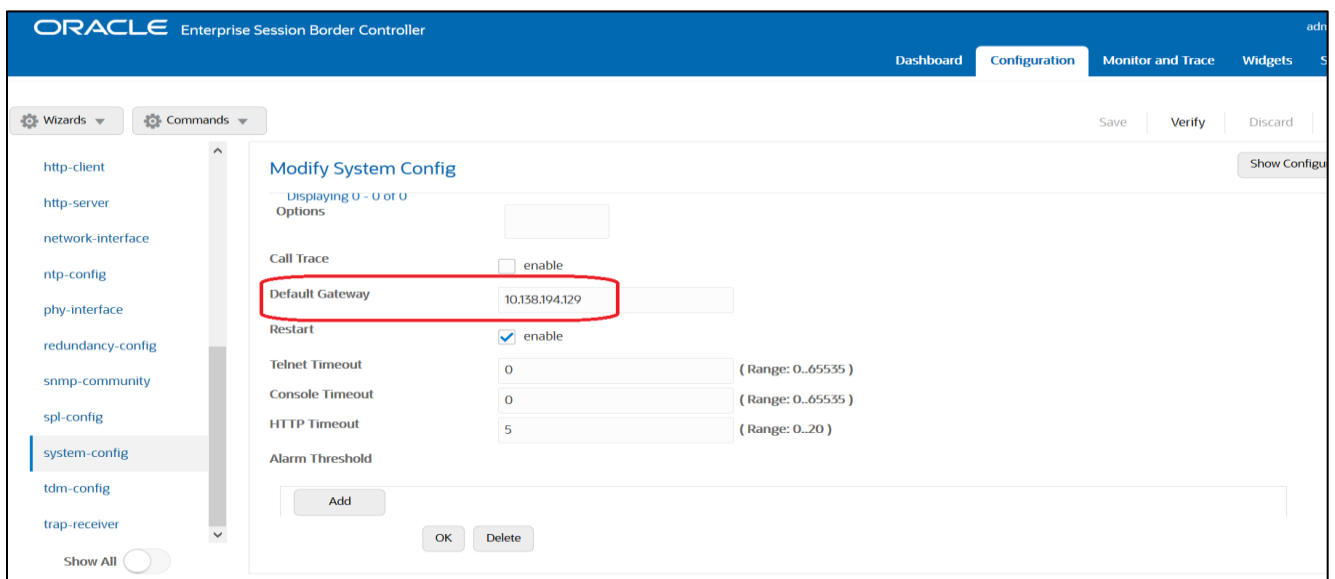 ORACLE Enterprise Session Border Controller
adn
Dashboard Configuration Monitor and Trace Widgets S
Wizards Commands Save Verify Discard
http-client
http-server
network-interface
ntp-config
phy-interface
redundancy-config
snmp-community
spl-config
system-config
tdm-config
trap-receiver
Show All
Modify System Config
Show Configu
Displaying 0 - 0 of 0
Options
Call Trace enable
Default Gateway 10.138.194.129
Restart enable
Telnet Timeout 0 ( Range: 0..65535 )
Console Timeout 0 ( Range: 0..65535 )
HTTP Timeout 5 ( Range: 0..20 )
Alarm Threshold
Add
OK Delete